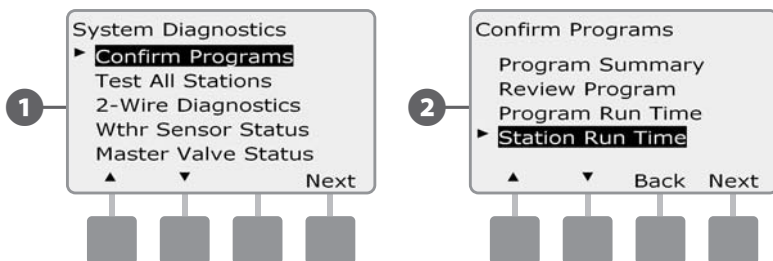 1
System Diagnostics
► Confirm Programs
Test All Stations
2-Wire Diagnostics
Wthr Sensor Status
Master Valve Status
▲ ▼ Next
2
Confirm Programs
Program Summary
Review Program
Program Run Time
► Station Run Time
▲ ▼ Back Next